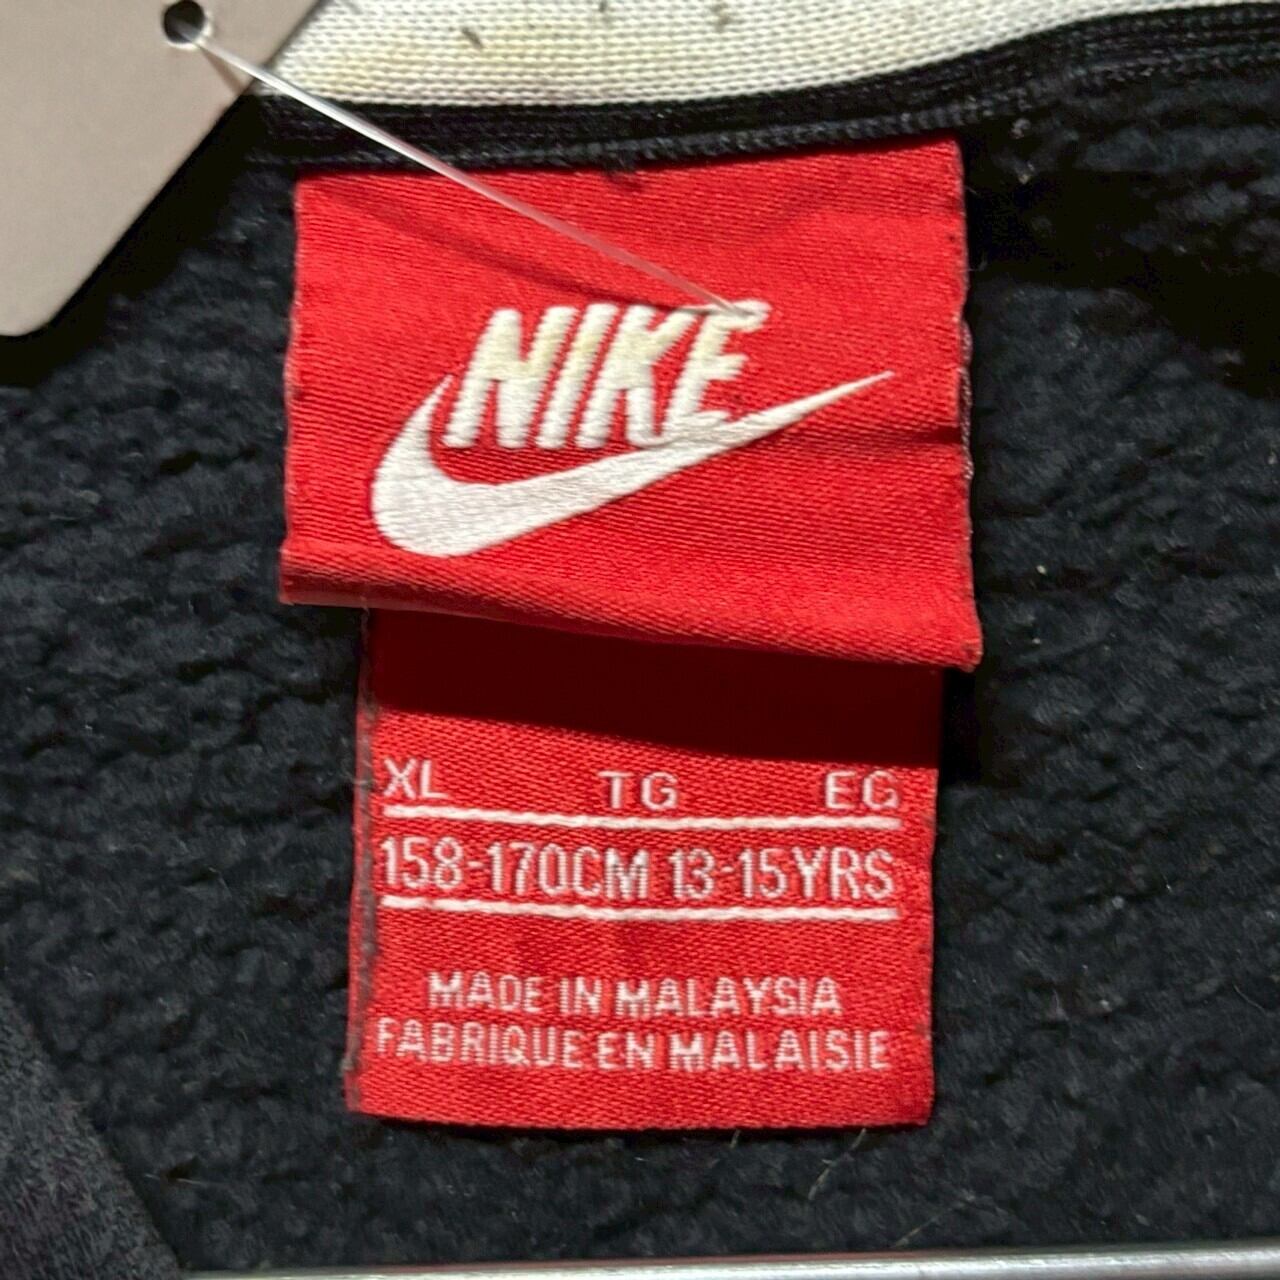 NIKE
XL TG EG
158-170CM 13-15YRS
MADE IN MALAYSIA
FABRIQUE EN MALAISIE